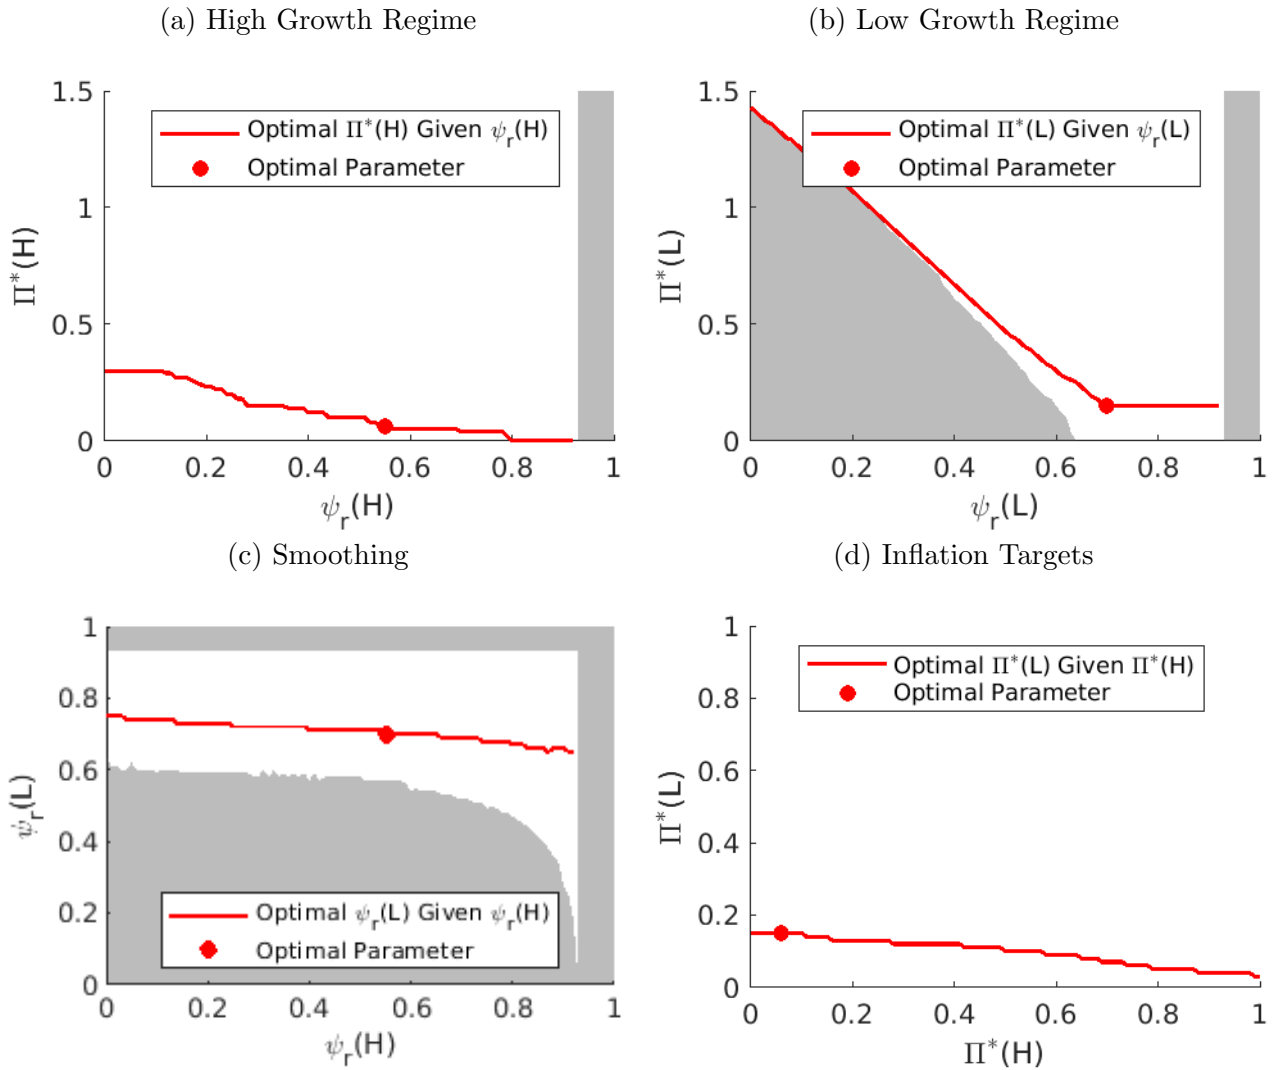 (a) High Growth Regime
1.5
1
0.5
0
Π*(H)
Optimal Π*(H) Given ψr(H)
Optimal Parameter
0 0.2 0.4 0.6 0.8 1
ψr(H)
(b) Low Growth Regime
1.5
1
0.5
0
Π*(L)
Optimal Π*(L) Given ψr(L)
Optimal Parameter
0 0.2 0.4 0.6 0.8 1
ψr(L)
(c) Smoothing
1
0.8
0.6
0.4
0.2
0
ψr(L)
Optimal ψr(L) Given ψr(H)
Optimal Parameter
0 0.2 0.4 0.6 0.8 1
ψr(H)
(d) Inflation Targets
1
0.8
0.6
0.4
0.2
0
Π*(L)
Optimal Π*(L) Given Π*(H)
Optimal Parameter
0 0.2 0.4 0.6 0.8 1
Π*(H)